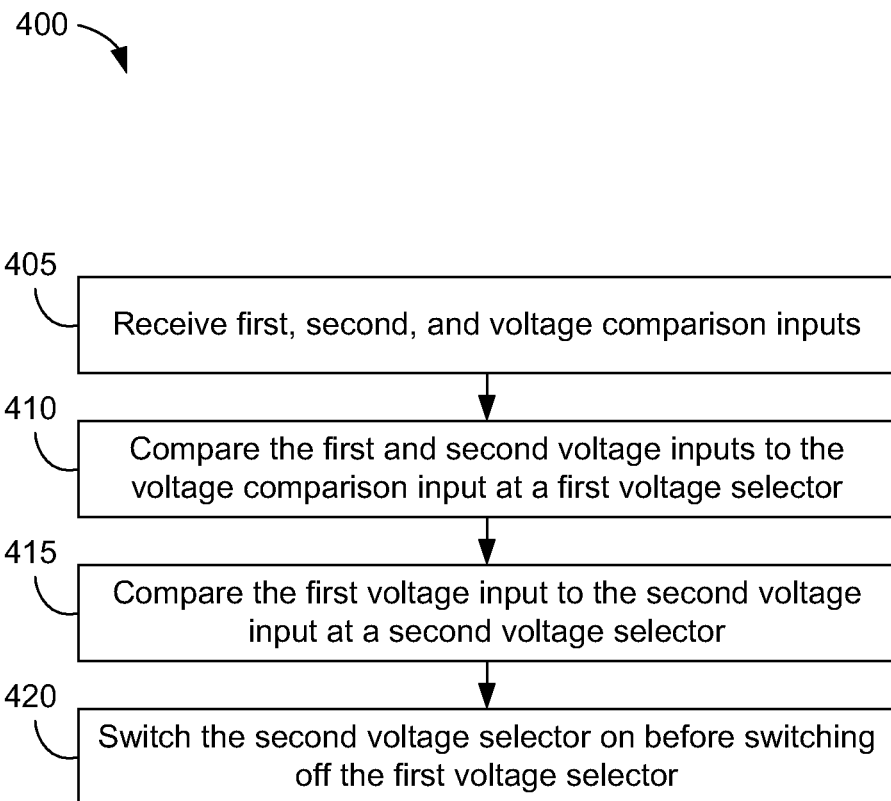 400
405
Receive first, second, and voltage comparison inputs
410
Compare the first and second voltage inputs to the
voltage comparison input at a first voltage selector
415
Compare the first voltage input to the second voltage
input at a second voltage selector
420
Switch the second voltage selector on before switching
off the first voltage selector